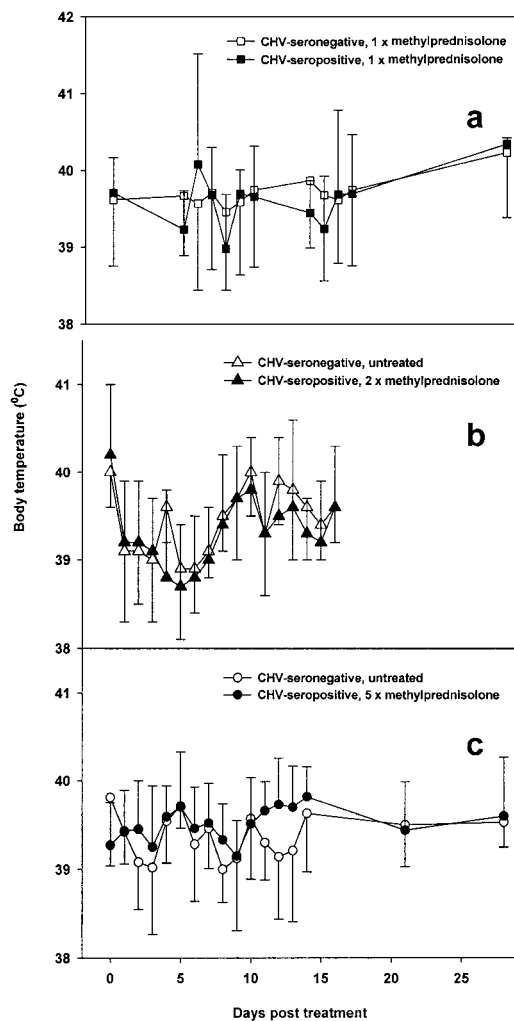 42
CHV-seronegative, 1 x methylprednisolone
CHV-seropositive, 1 x methylprednisolone
41
a
40
39
38
CHV-seronegative, untreated
CHV-seropositive, 2 x methylprednisolone
41
b
40
39
38
Body temperature (⁰C)
CHV-seronegative, untreated
CHV-seropositive, 5 x methylprednisolone
41
c
40
39
38
0 5 10 15 20 25
Days post treatment